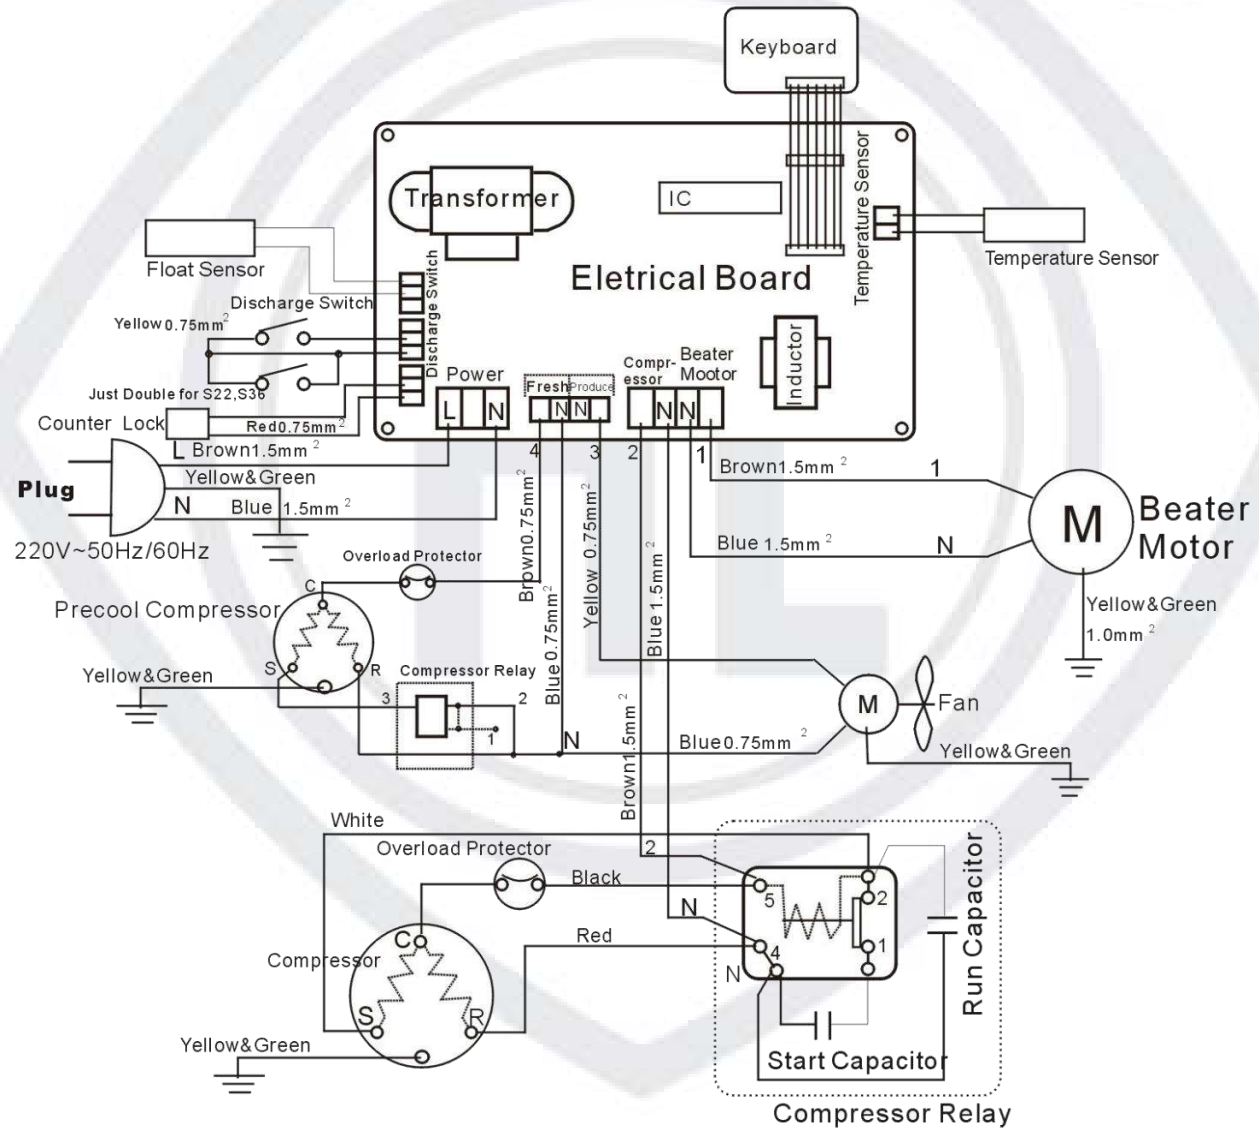 Keyboard
Transformer
IC
Temperature Sensor
Float Sensor
Temperature Sensor
Eletrical Board
Discharge Switch
Discharge Switch
Yellow 0.75mm²
Inductor
Just Double for S22,S36
Power
Fresh
Produce
Compr-
essor
Beater
Mootor
L
N
N
N
N
N
Counter Lock
Red 0.75mm²
L
Brown1.5mm²
4
3
2
1
Brown1.5mm²
1
Plug
Yellow&Green
N
Blue 1.5mm²
M
Beater
Motor
220V~50Hz/60Hz
Brown0.75mm²
Yellow 0.75mm²
Blue 1.5mm²
Blue 1.5mm²
N
Overload Protector
C
Precool Compressor
Blue 0.75mm²
Yellow&Green
1.0mm²
S
R
Compressor Relay
Yellow&Green
3
2
1
M
Fan
N
Blue0.75mm²
Yellow&Green
Brown1.5mm²
White
2
Overload Protector
Black
5
2
N
Red
4
1
N
Run Capacitor
C
Compressor
S
R
Yellow&Green
Start Capacitor
Compressor Relay